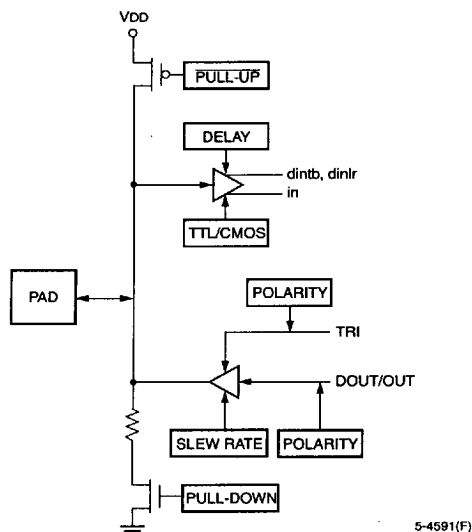 VDD
PULL-UP
DELAY
dintb, dinlr
in
TTL/CMOS
PAD
POLARITY
TRI
DOUT/OUT
SLEW RATE
POLARITY
PULL-DOWN
5-4591(F)